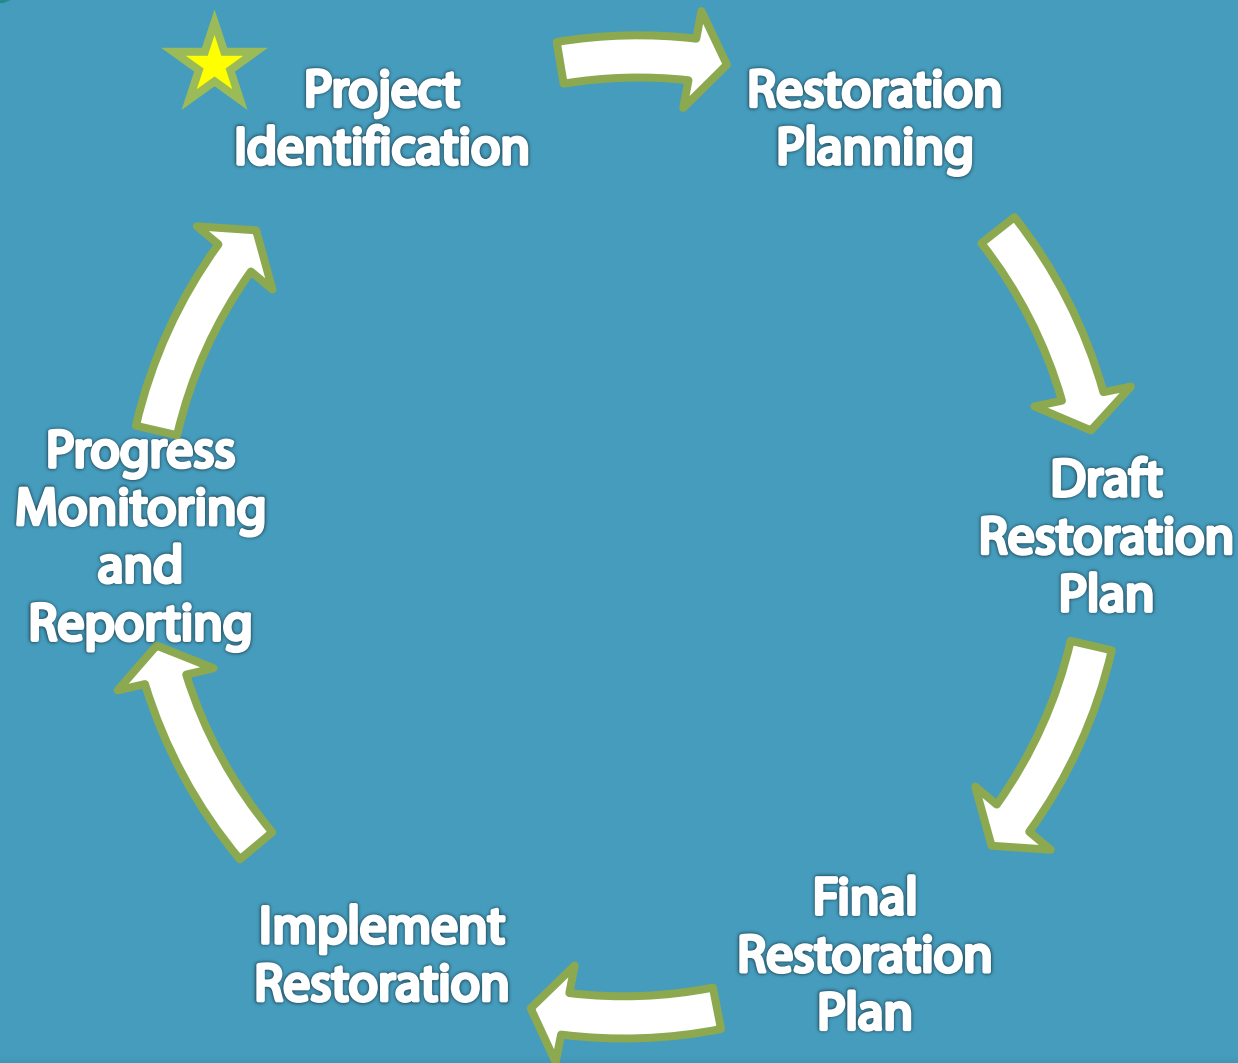 Project
Identification
Restoration
Planning
Draft
Restoration
Plan
Final
Restoration
Plan
Implement
Restoration
Progress
Monitoring
and
Reporting